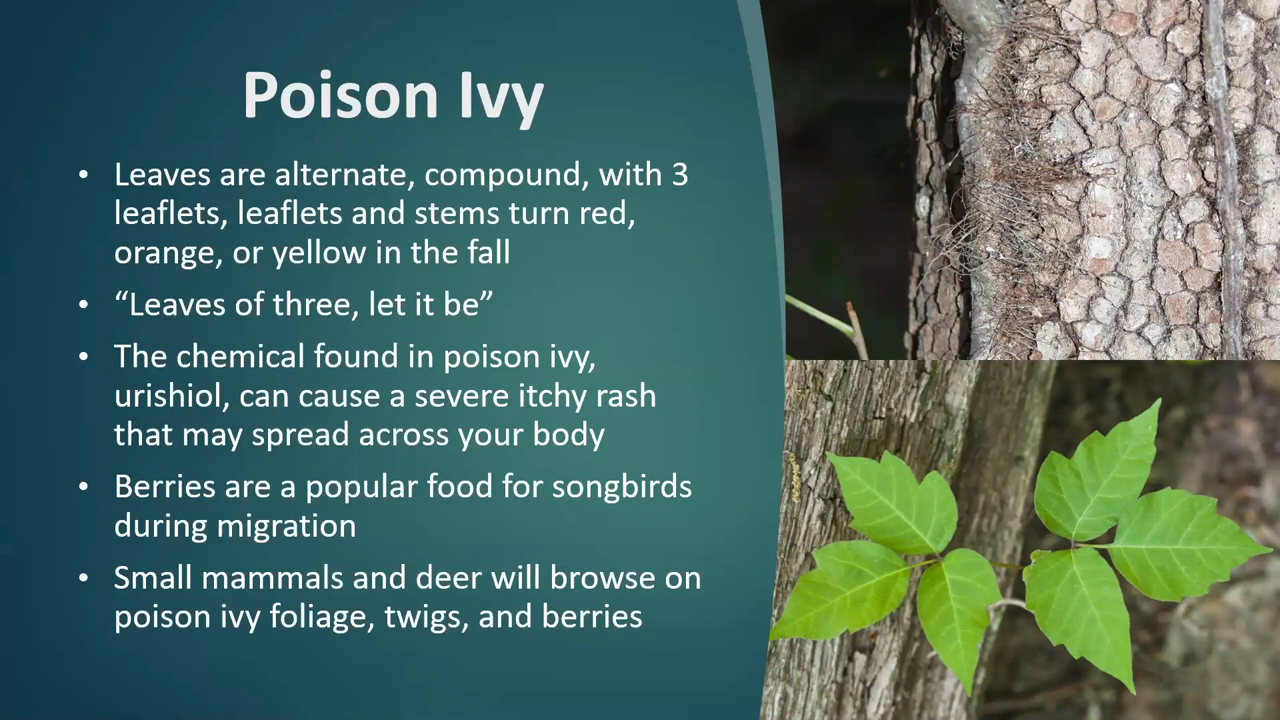 Poison Ivy
• Leaves are alternate, compound, with 3
leaflets, leaflets and stems turn red,
orange, or yellow in the fall
• “Leaves of three, let it be”
• The chemical found in poison ivy,
urishiol, can cause a severe itchy rash
that may spread across your body
• Berries are a popular food for songbirds
during migration
• Small mammals and deer will browse on
poison ivy foliage, twigs, and berries